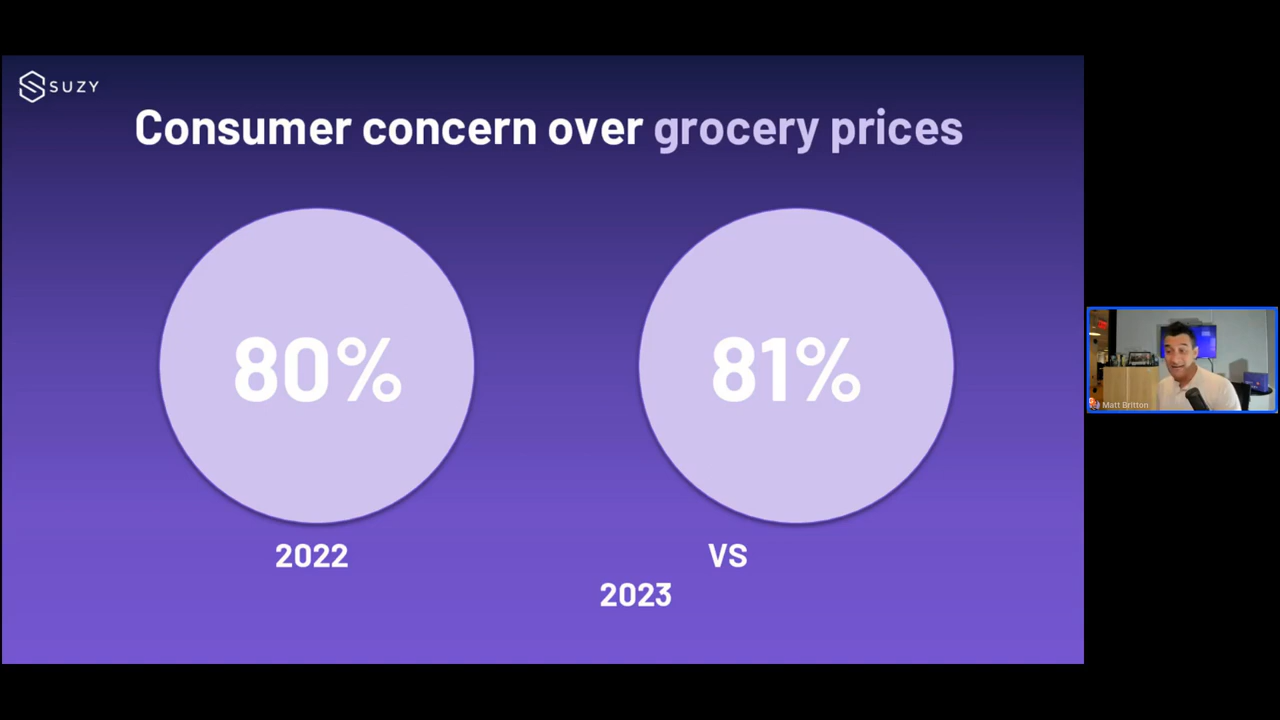 SUZY
Consumer concern over grocery prices
80%
81%
2022
VS
2023
Matt Britton